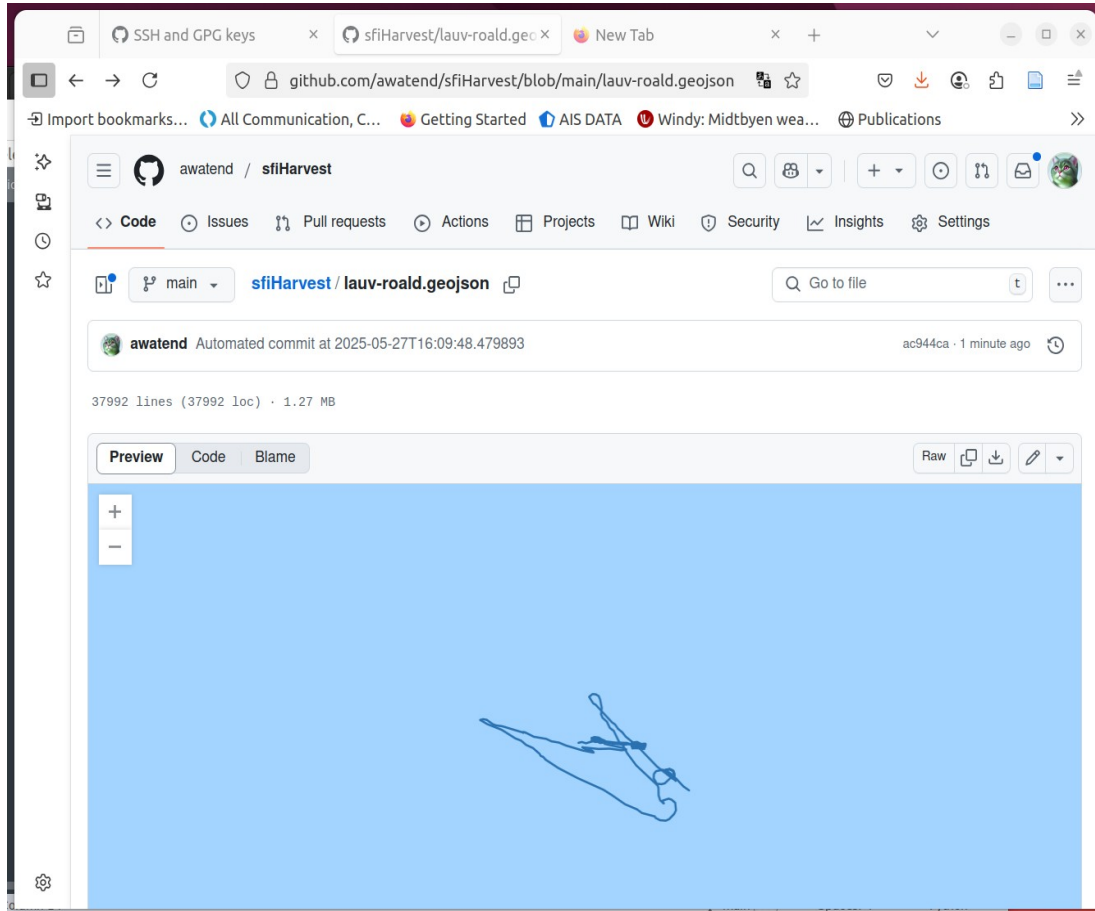 SSH and GPG keys × sfiHarvest/lauv-roald.geo × New Tab × +
github.com/awatend/sfiHarvest/blob/main/lauv-roald.geojson
Import bookmarks... All Communication, C... Getting Started AIS DATA Windy: Midtbyen wea... Publications
awatend / sfiHarvest
Code Issues Pull requests Actions Projects Wiki Security Insights Settings
main sfiHarvest / lauv-roald.geojson Go to file t
awatend Automated commit at 2025-05-27T16:09:48.479893 ac944ca · 1 minute ago
37992 lines (37992 loc) · 1.27 MB
Preview Code Blame Raw
+
−